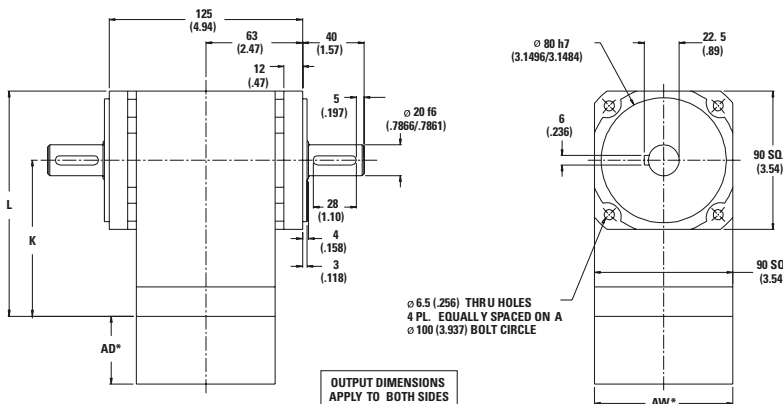 125
(4.94)
63
(2.47)
40
(1.57)
12
(.47)
5
(.197)
ø 20 f6
(.7866/.7861)
28
(1.10)
4
(.158)
3
(.118)
L
K
AD*
OUTPUT DIMENSIONS
APPLY TO BOTH SIDES
ø 80 h7
(3.1496/3.1484)
22. 5
(.89)
6
(.236)
90 SQ.
(3.54)
90 SQ
(3.54
ø 6.5 (.256) THRU HOLES
4 PL. EQUALLY SPACED ON A
ø 100 (3.937) BOLT CIRCLE
AW*